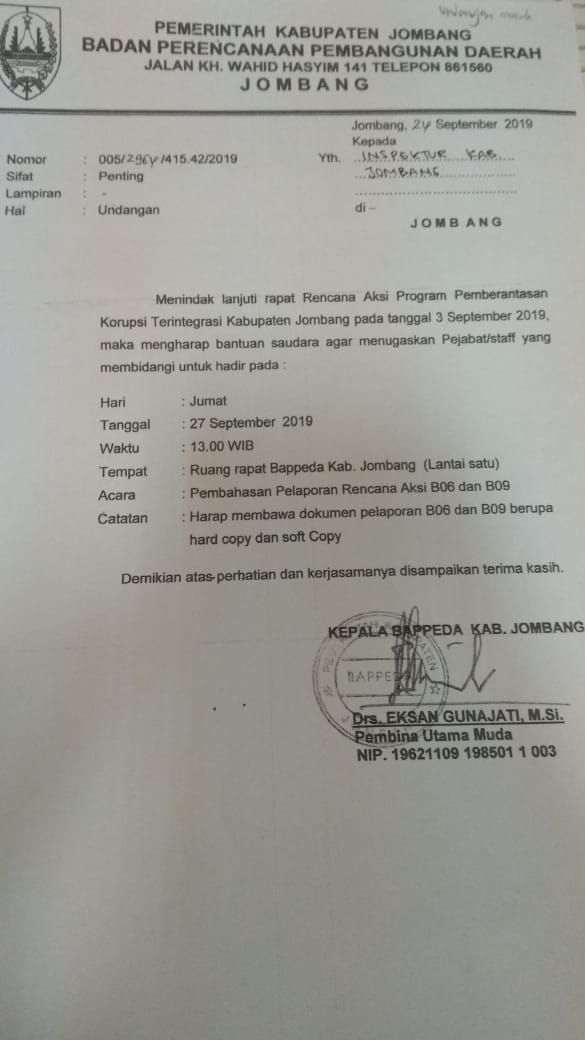 undangan masuk
PEMERINTAH KABUPATEN JOMBANG
BADAN PERENCANAAN PEMBANGUNAN DAERAH
JALAN KH. WAHID HASYIM 141 TELEPON 861560
J O M B A N G
Jombang, 24 September 2019
Kepada
Nomor : 005/2964/415.42/2019 Yth. INSPEKTUR KAB.
Sifat : Penting JOMBANG
Lampiran : -
Hal : Undangan di –
J O M B A N G
Menindak lanjuti rapat Rencana Aksi Program Pemberantasan
Korupsi Terintegrasi Kabupaten Jombang pada tanggal 3 September 2019,
maka mengharap bantuan saudara agar menugaskan Pejabat/staff yang
membidangi untuk hadir pada :
Hari : Jumat
Tanggal : 27 September 2019
Waktu : 13.00 WIB
Tempat : Ruang rapat Bappeda Kab. Jombang (Lantai satu)
Acara : Pembahasan Pelaporan Rencana Aksi B06 dan B09
Catatan : Harap membawa dokumen pelaporan B06 dan B09 berupa
hard copy dan soft Copy
Demikian atas perhatian dan kerjasamanya disampaikan terima kasih.
KEPALA BAPPEDA KAB. JOMBANG
BAPPEDA
Drs. EKSAN GUNAJATI, M.Si.
Pembina Utama Muda
NIP. 19621109 198501 1 003